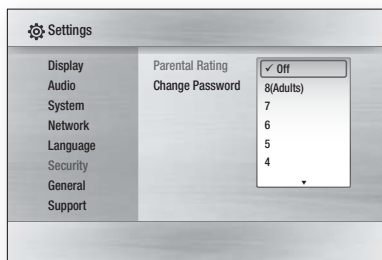 Settings
Display
Audio
System
Network
Language
Security
General
Support
Parental Rating
Change Password
✓ Off
8(Adults)
7
6
5
4